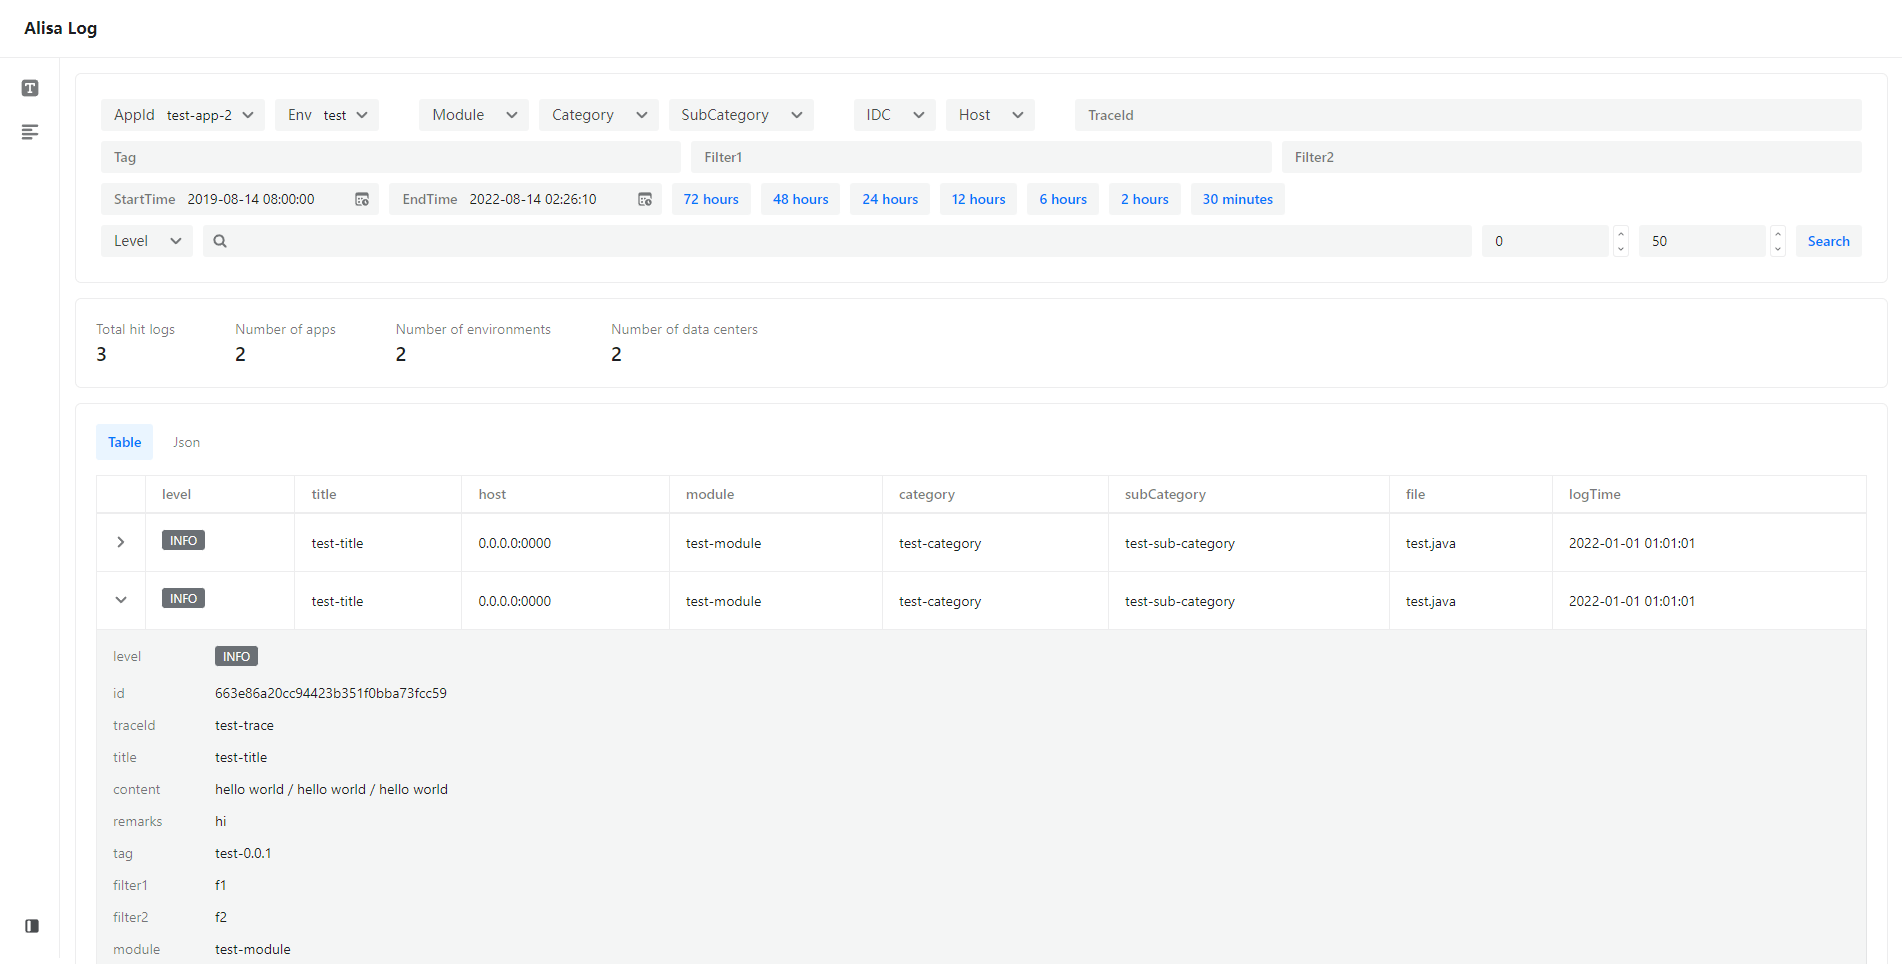 Alisa Log
AppId test-app-2 Env test Module Category SubCategory IDC Host TraceId
Tag Filter1 Filter2
StartTime 2019-08-14 08:00:00 EndTime 2022-08-14 02:26:10 72 hours 48 hours 24 hours 12 hours 6 hours 2 hours 30 minutes
Level 0 50 Search
Total hit logs Number of apps Number of environments Number of data centers
3 2 2 2
Table Json
level title host module category subCategory file logTime
INFO test-title 0.0.0.0:0000 test-module test-category test-sub-category test.java 2022-01-01 01:01:01
INFO test-title 0.0.0.0:0000 test-module test-category test-sub-category test.java 2022-01-01 01:01:01
level INFO
id 663e86a20cc94423b351f0bba73fcc59
traceId test-trace
title test-title
content hello world / hello world / hello world
remarks hi
tag test-0.0.1
filter1 f1
filter2 f2
module test-module